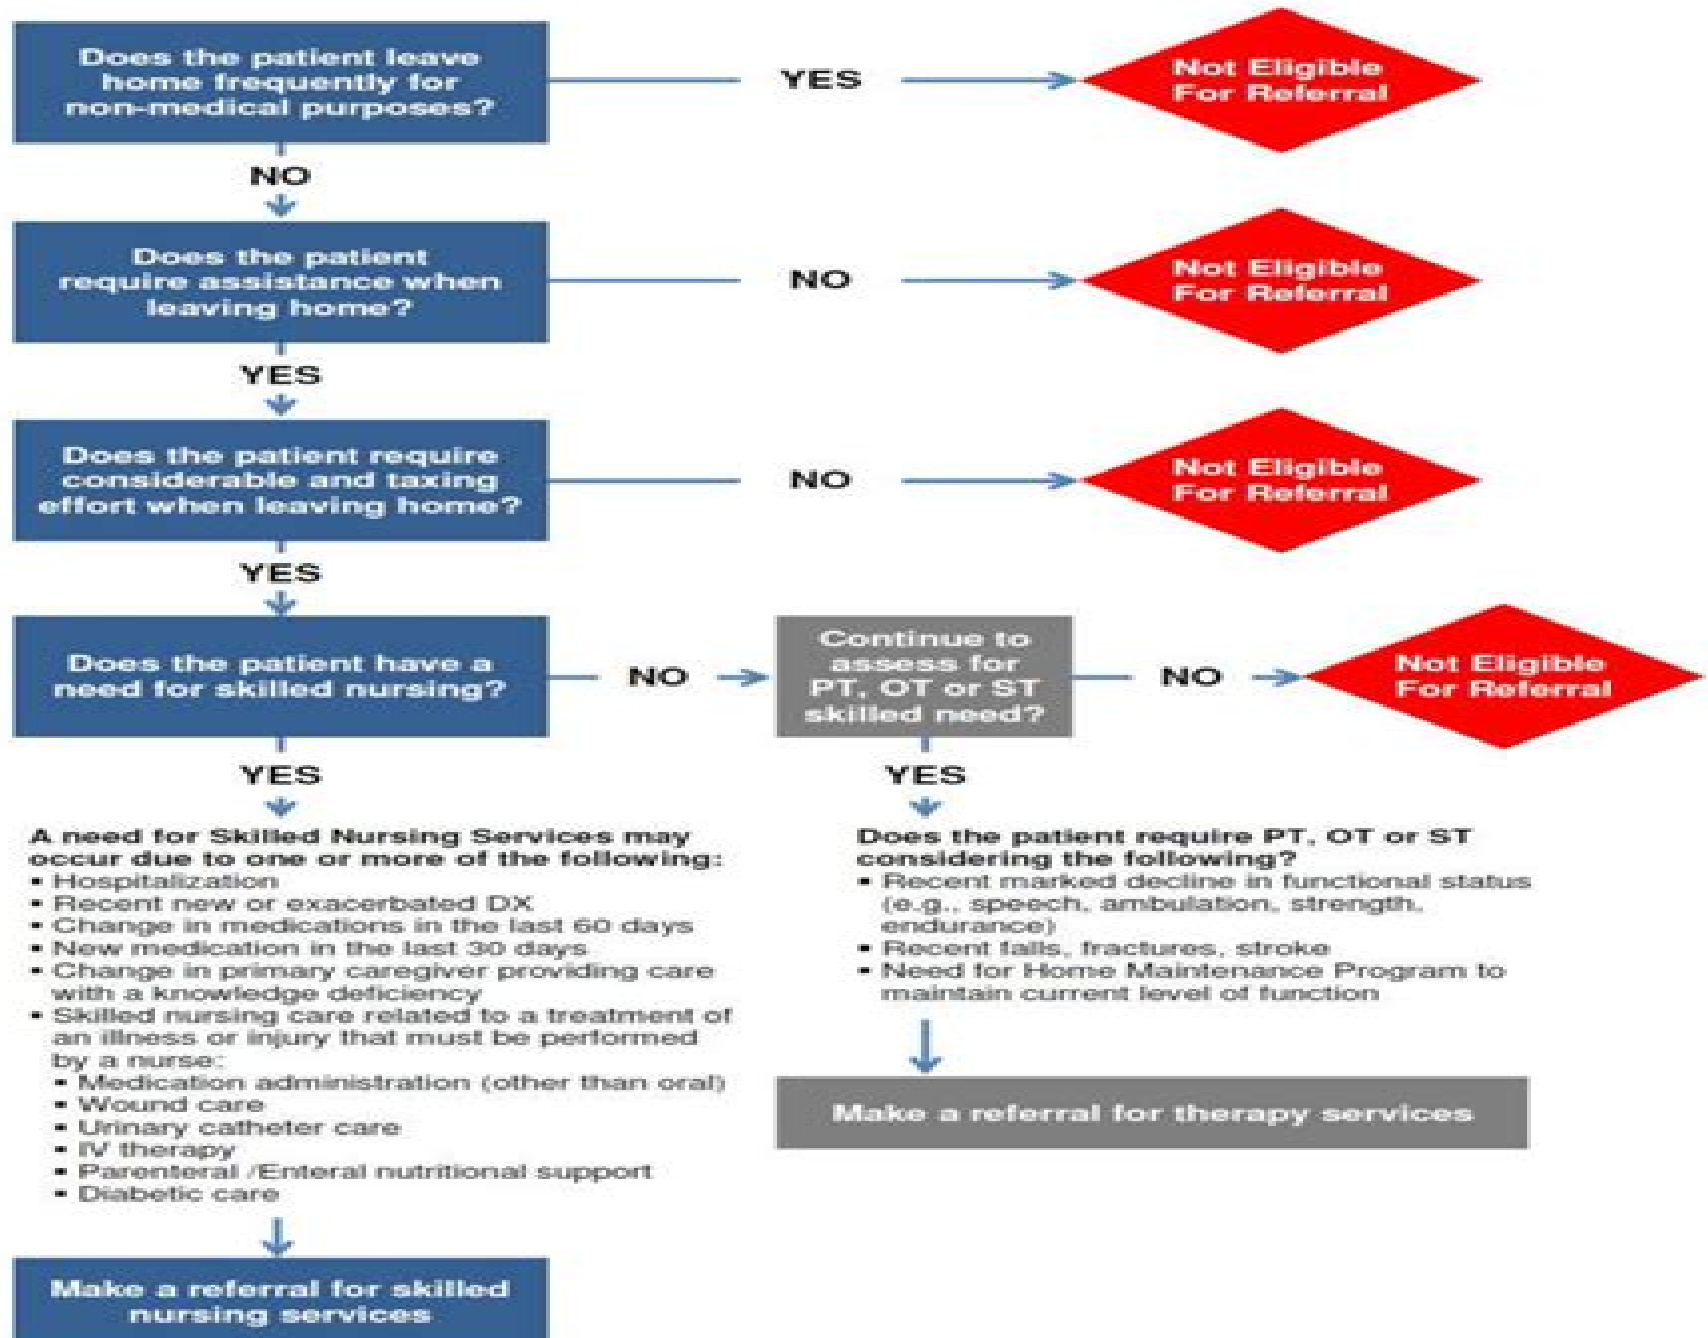 Does the patient leave
home frequently for
non-medical purposes?
YES
Not Eligible
For Referral
NO
Does the patient
require assistance when
leaving home?
NO
Not Eligible
For Referral
YES
Does the patient require
considerable and taxing
effort when leaving home?
NO
Not Eligible
For Referral
YES
Does the patient have a
need for skilled nursing?
NO
Continue to
assess for
PT, OT or ST
skilled need?
NO
Not Eligible
For Referral
YES
A need for Skilled Nursing Services may
occur due to one or more of the following:
▪ Hospitalization
▪ Recent new or exacerbated DX
▪ Change in medications in the last 60 days
▪ New medication in the last 30 days
▪ Change in primary caregiver providing care
with a knowledge deficiency
▪ Skilled nursing care related to a treatment of
an illness or injury that must be performed
by a nurse:
▪ Medication administration (other than oral)
▪ Wound care
▪ Urinary catheter care
▪ IV therapy
▪ Parenteral /Enteral nutritional support
▪ Diabetic care
Make a referral for skilled
nursing services
YES
Does the patient require PT, OT or ST
considering the following?
▪ Recent marked decline in functional status
(e.g., speech, ambulation, strength,
endurance)
▪ Recent falls, fractures, stroke
▪ Need for Home Maintenance Program to
maintain current level of function
Make a referral for therapy services